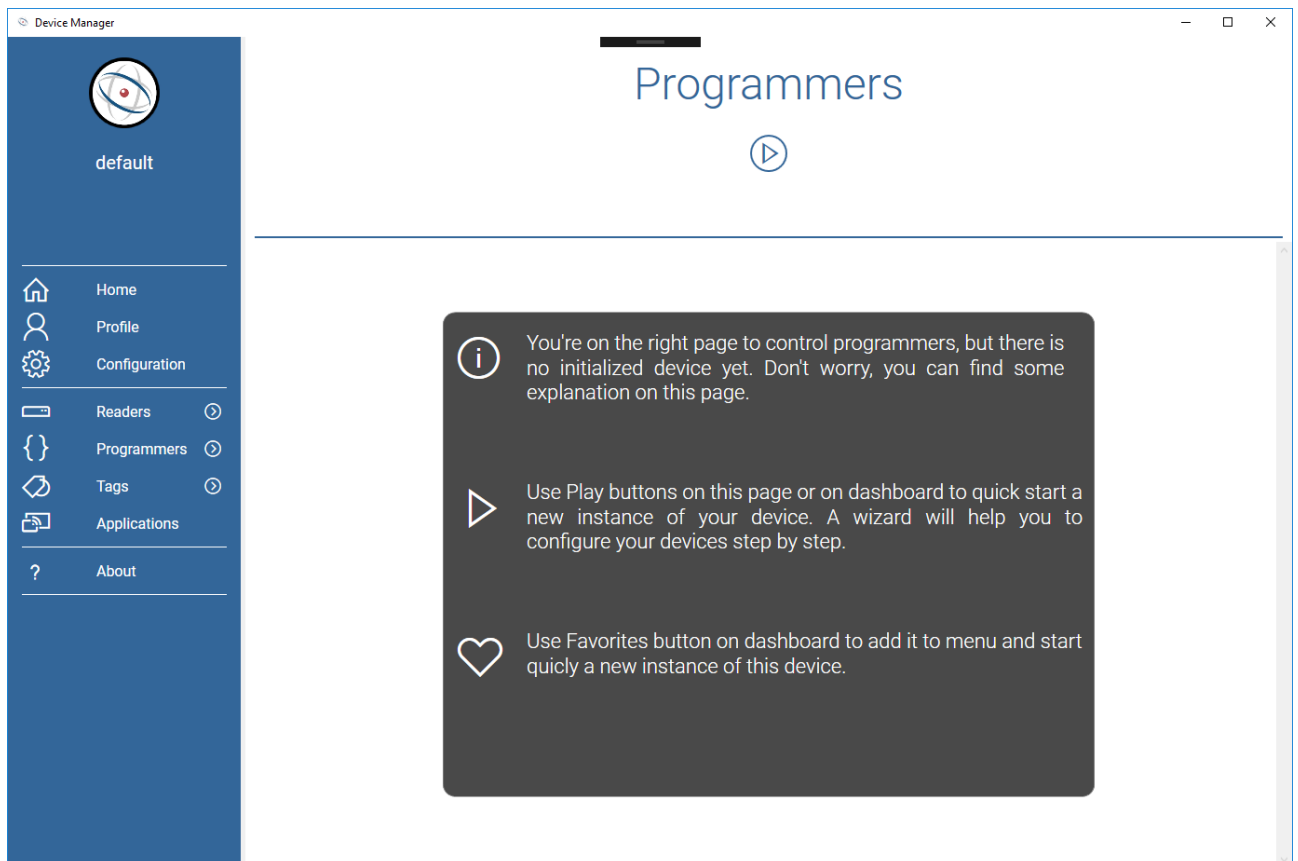 Device Manager
Programmers
default
Home
Profile
Configuration
Readers
Programmers
Tags
Applications
? About
You're on the right page to control programmers, but there is
no initialized device yet. Don't worry, you can find some
explanation on this page.
Use Play buttons on this page or on dashboard to quick start a
new instance of your device. A wizard will help you to
configure your devices step by step.
Use Favorites button on dashboard to add it to menu and start
quicly a new instance of this device.